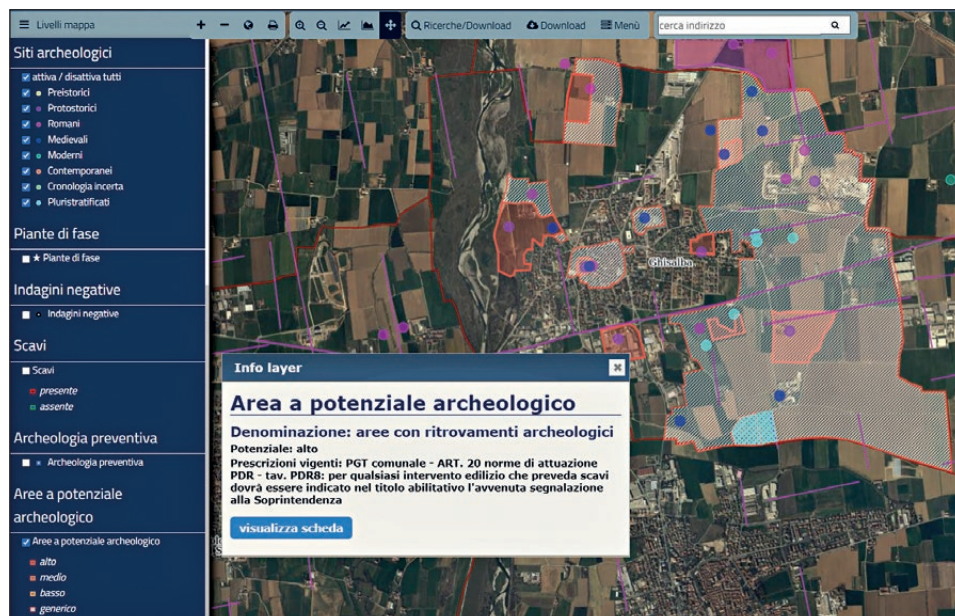 Livelli mappa
Ricerche/Download
Download
Menù
cerca indirizzo
Siti archeologici
attiva / disattiva tutti
Preistorici
Protostorici
Romani
Medievali
Moderni
Contemporanei
Cronologia incerta
Pluristratificati
Piante di fase
Piante di fase
Indagini negative
Indagini negative
Scavi
Scavi
presente
assente
Archeologia preventiva
Archeologia preventiva
Aree a potenziale
archeologico
Aree a potenziale archeologico
alto
medio
basso
generico
Ghisalba
Info layer
Area a potenziale archeologico
Denominazione: aree con ritrovamenti archeologici
Potenziale: alto
Prescrizioni vigenti: PGT comunale - ART. 20 norme di attuazione
PDR - tav. PDR8: per qualsiasi intervento edilizio che preveda scavi
dovrà essere indicato nel titolo abilitativo l'avvenuta segnalazione
alla Soprintendenza
visualizza scheda